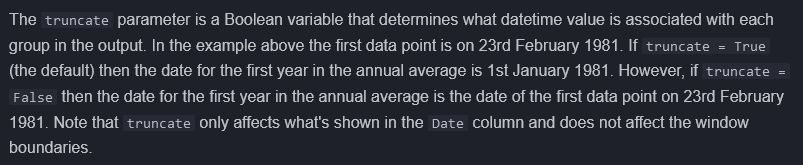 The truncate parameter is a Boolean variable that determines what datetime value is associated with each
group in the output. In the example above the first data point is on 23rd February 1981. If truncate = True
(the default) then the date for the first year in the annual average is 1st January 1981. However, if truncate =
False then the date for the first year in the annual average is the date of the first data point on 23rd February
1981. Note that truncate only affects what's shown in the Date column and does not affect the window
boundaries.